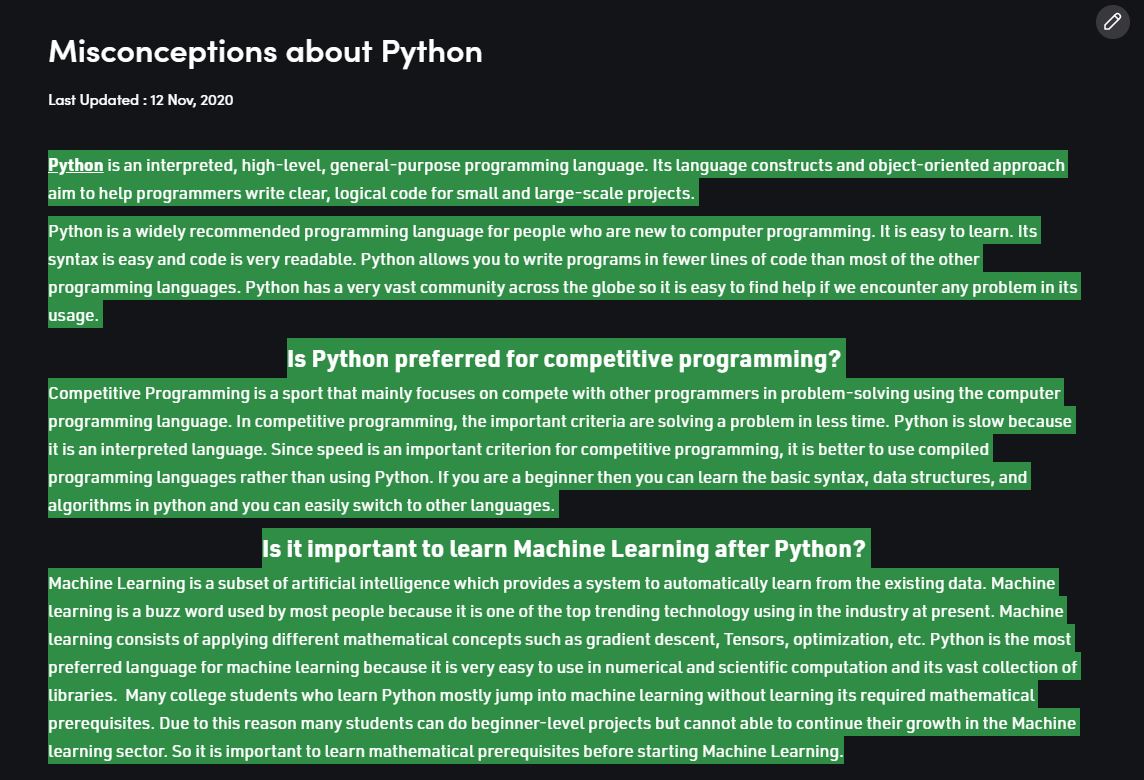 Misconceptions about Python
Last Updated : 12 Nov, 2020
Python is an interpreted, high-level, general-purpose programming language. Its language constructs and object-oriented approach
aim to help programmers write clear, logical code for small and large-scale projects.
Python is a widely recommended programming language for people who are new to computer programming. It is easy to learn. Its
syntax is easy and code is very readable. Python allows you to write programs in fewer lines of code than most of the other
programming languages. Python has a very vast community across the globe so it is easy to find help if we encounter any problem in its
usage.
Is Python preferred for competitive programming?
Competitive Programming is a sport that mainly focuses on compete with other programmers in problem-solving using the computer
programming language. In competitive programming, the important criteria are solving a problem in less time. Python is slow because
it is an interpreted language. Since speed is an important criterion for competitive programming, it is better to use compiled
programming languages rather than using Python. If you are a beginner then you can learn the basic syntax, data structures, and
algorithms in python and you can easily switch to other languages.
Is it important to learn Machine Learning after Python?
Machine Learning is a subset of artificial intelligence which provides a system to automatically learn from the existing data. Machine
learning is a buzz word used by most people because it is one of the top trending technology using in the industry at present. Machine
learning consists of applying different mathematical concepts such as gradient descent, Tensors, optimization, etc. Python is the most
preferred language for machine learning because it is very easy to use in numerical and scientific computation and its vast collection of
libraries.  Many college students who learn Python mostly jump into machine learning without learning its required mathematical
prerequisites. Due to this reason many students can do beginner-level projects but cannot able to continue their growth in the Machine
learning sector. So it is important to learn mathematical prerequisites before starting Machine Learning.